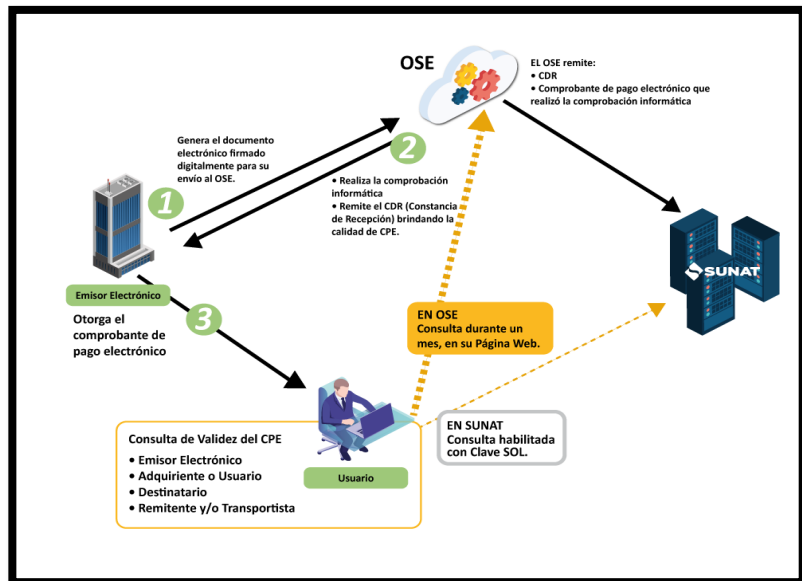 OSE
EL OSE remite:
• CDR
• Comprobante de pago electrónico que
realizó la comprobación informática
Genera el documento
electrónico firmado
digitalmente para su
envío al OSE.
1
2
• Realiza la comprobación
informática
• Remite el CDR (Constancia
de Recepción) brindando la
calidad de CPE.
SUNAT
Emisor Electrónico
Otorga el
comprobante de
pago electrónico
3
EN OSE
Consulta durante un
mes, en su Página Web.
EN SUNAT
Consulta habilitada
con Clave SOL.
Consulta de Validez del CPE
• Emisor Electrónico
• Adquiriente o Usuario
• Destinatario
• Remitente y/o Transportista
Usuario